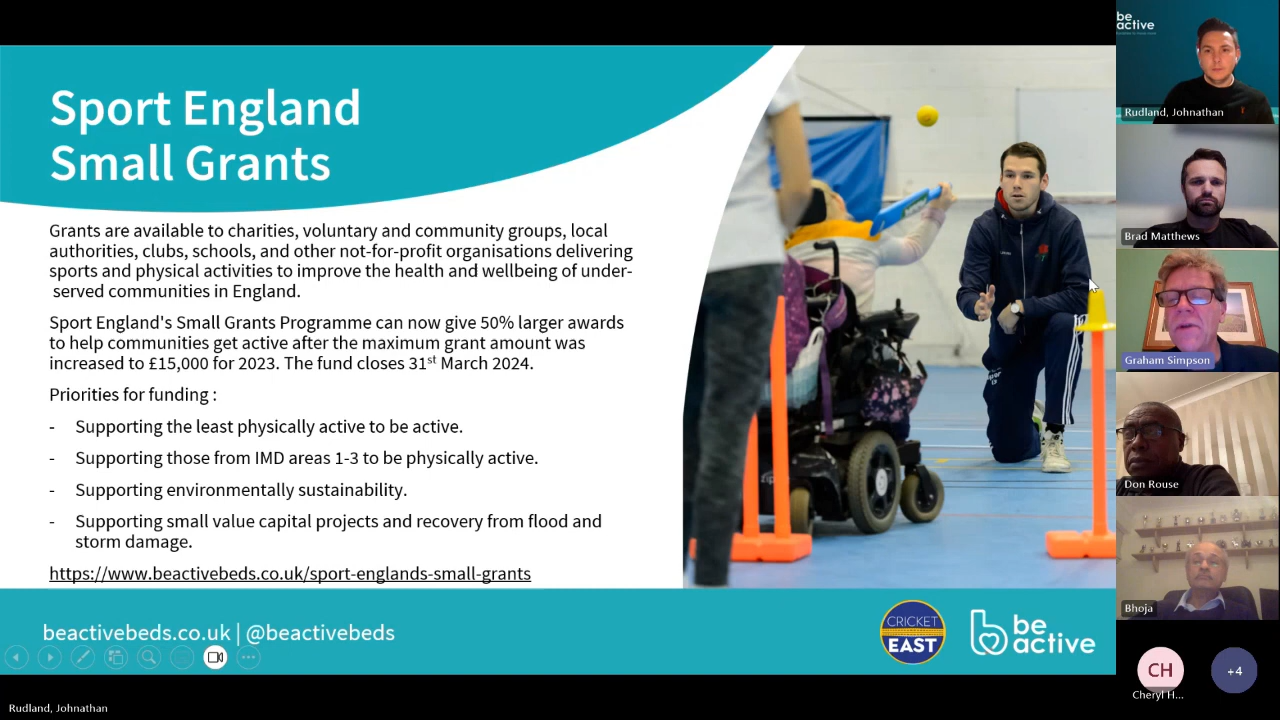 Sport England
Small Grants
Grants are available to charities, voluntary and community groups, local
authorities, clubs, schools, and other not-for-profit organisations delivering
sports and physical activities to improve the health and wellbeing of under-
served communities in England.
Sport England's Small Grants Programme can now give 50% larger awards
to help communities get active after the maximum grant amount was
increased to £15,000 for 2023. The fund closes 31st March 2024.
Priorities for funding :
- Supporting the least physically active to be active.
- Supporting those from IMD areas 1-3 to be physically active.
- Supporting environmentally sustainability.
- Supporting small value capital projects and recovery from flood and
storm damage.
https://www.beactivebeds.co.uk/sport-englands-small-grants
beactivebeds.co.uk | @beactivebeds
CRICKET
EAST
be
active
Rudland, Johnathan
be
active
Rudland, Johnathan
Brad Matthews
Graham Simpson
Don Rouse
Bhoja
CH
Cheryl H...
+4